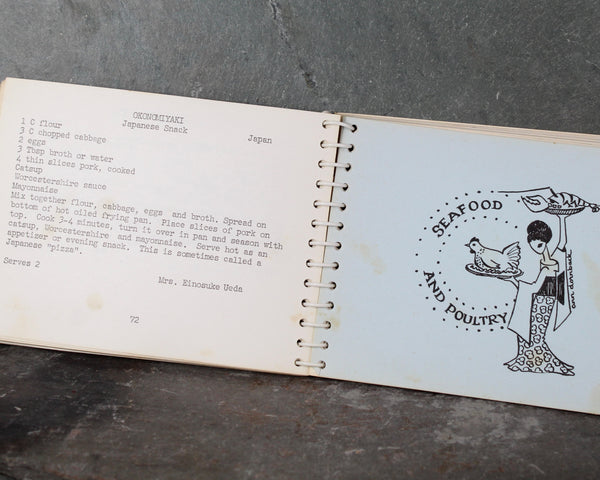 OKONOMIYAKI
Japanese Snack
Japan
1 C flour
3 C chopped cabbage
2 eggs
3 Tbsp broth or water
4 thin slices pork, cooked
Catsup
Worcestershire sauce
Mayonnaise
Mix together flour, cabbage, eggs and broth. Spread on
bottom of hot oiled frying pan. Place slices of pork on
top. Cook 3-4 minutes, turn it over in pan and season with
catsup, Worcestershire and mayonnaise. Serve hot as an
appetizer or evening snack. This is sometimes called a
Japanese "pizza".
Serves 2
Mrs. Einosuke Ueda
72
SEAFOOD
AND POULTRY